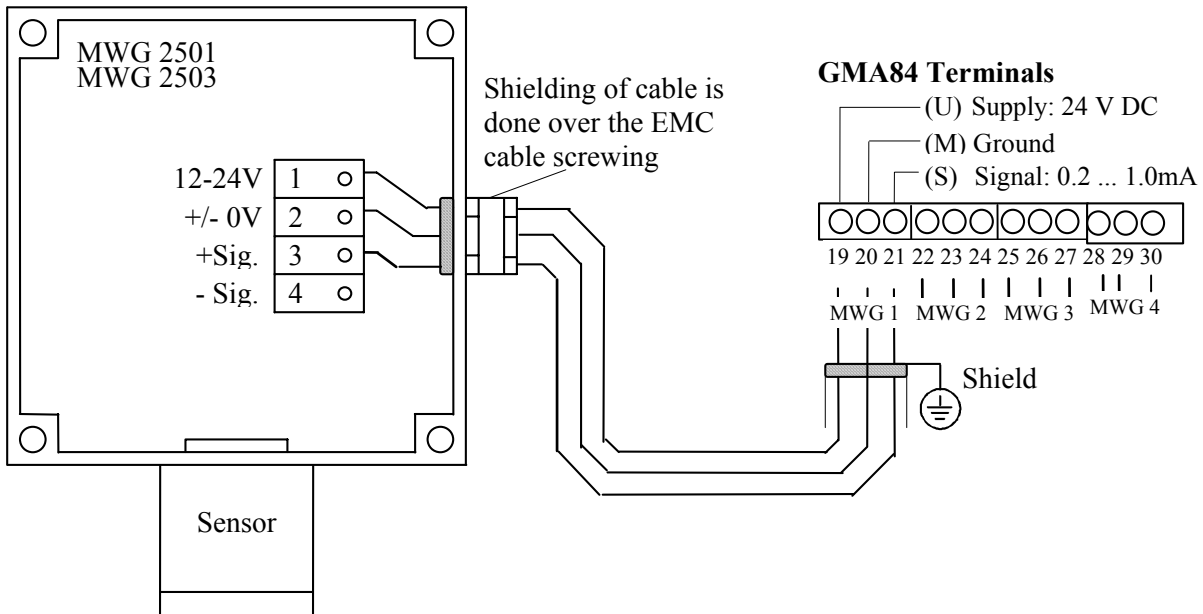 MWG 2501
MWG 2503
12-24V 1
+/- 0V 2
+Sig. 3
- Sig. 4
Sensor
Shielding of cable is
done over the EMC
cable screwing
GMA84 Terminals
(U) Supply: 24 V DC
(M) Ground
(S) Signal: 0.2 ... 1.0mA
19 20 21 22 23 24 25 26 27 28 29 30
MWG 1 MWG 2 MWG 3 MWG 4
Shield